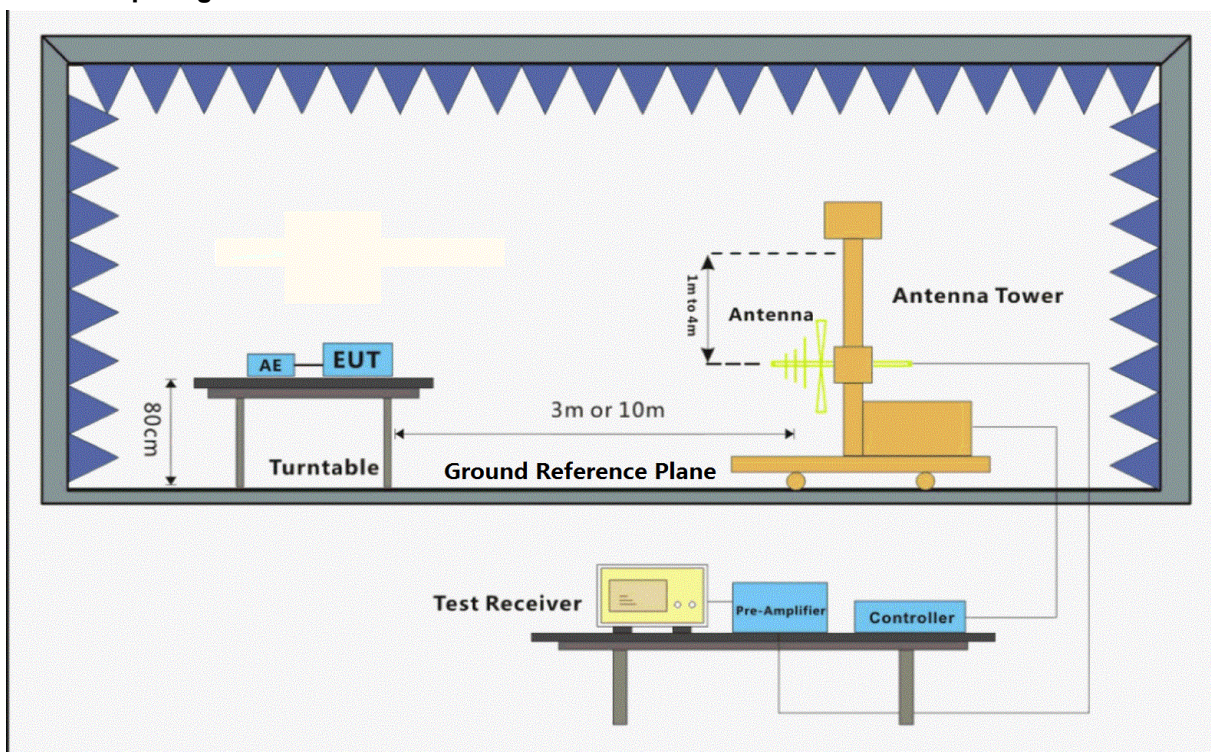 1m to 4m
Antenna
Antenna Tower
AE
EUT
80cm
3m or 10m
Turntable
Ground Reference Plane
Test Receiver
Pre-Amplifier
Controller